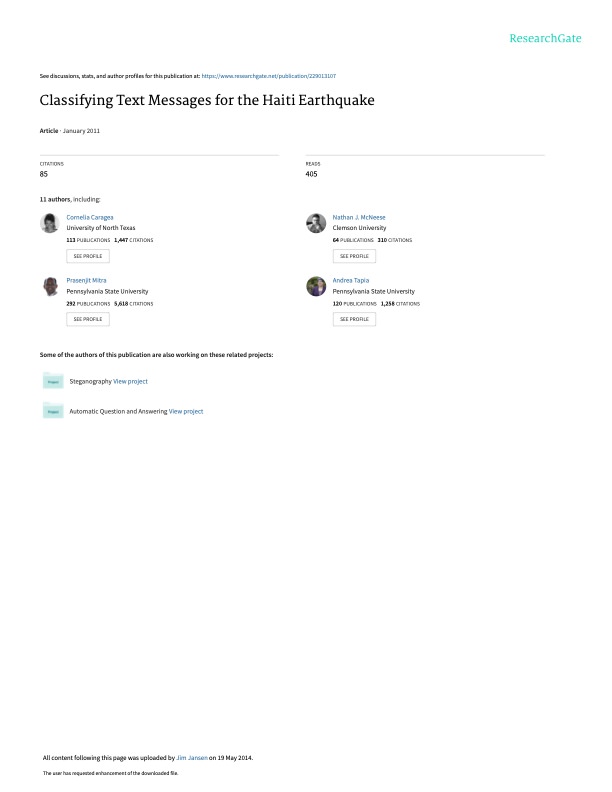 ResearchGate
See discussions, stats, and author profiles for this publication at: https://www.researchgate.net/publication/229013107
Classifying Text Messages for the Haiti Earthquake
Article · January 2011
CITATIONS
85
READS
405
11 authors, including:
Cornelia Caragea
University of North Texas
113 PUBLICATIONS 1,447 CITATIONS
SEE PROFILE
Nathan J. McNeese
Clemson University
64 PUBLICATIONS 310 CITATIONS
SEE PROFILE
Prasenjit Mitra
Pennsylvania State University
292 PUBLICATIONS 5,618 CITATIONS
SEE PROFILE
Andrea Tapia
Pennsylvania State University
120 PUBLICATIONS 1,258 CITATIONS
SEE PROFILE
Some of the authors of this publication are also working on these related projects:
Project
Steganography View project
Project
Automatic Question and Answering View project
All content following this page was uploaded by Jim Jansen on 19 May 2014.
The user has requested enhancement of the downloaded file.